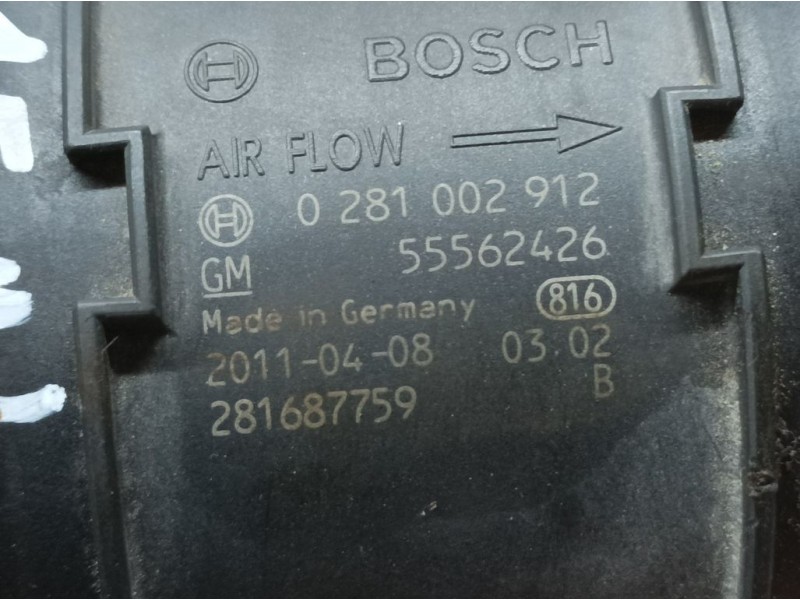 BOSCH
AIR FLOW
0 281 002 912
GM 55562426
Made in Germany 816
2011-04-08 03.02
281687759 B